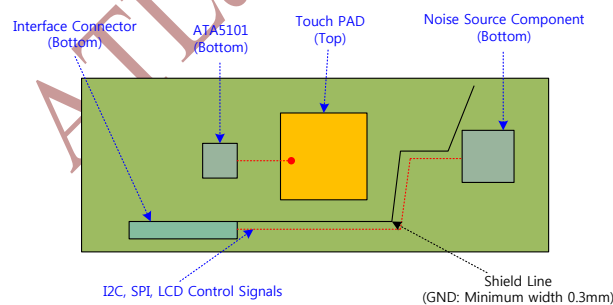 Interface Connector
(Bottom)
ATA5101
(Bottom)
Touch PAD
(Top)
Noise Source Component
(Bottom)
I2C, SPI, LCD Control Signals
Shield Line
(GND: Minimum width 0.3mm)